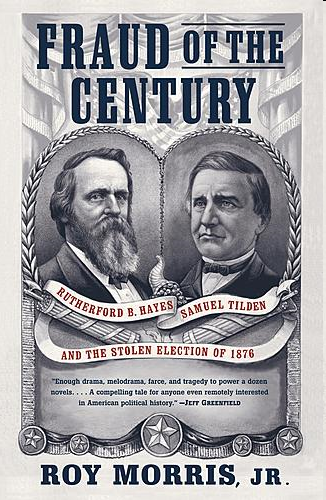 FRAUD OF THE
CENTURY
RUTHERFORD B. HAYES, SAMUEL TILDEN
AND THE STOLEN ELECTION OF 1876
"Enough drama, melodrama, farce, and tragedy to power a dozen
novels. . . . A compelling tale for anyone even remotely interested
in American political history." —JEFF GREENFIELD
ROY MORRIS, JR.